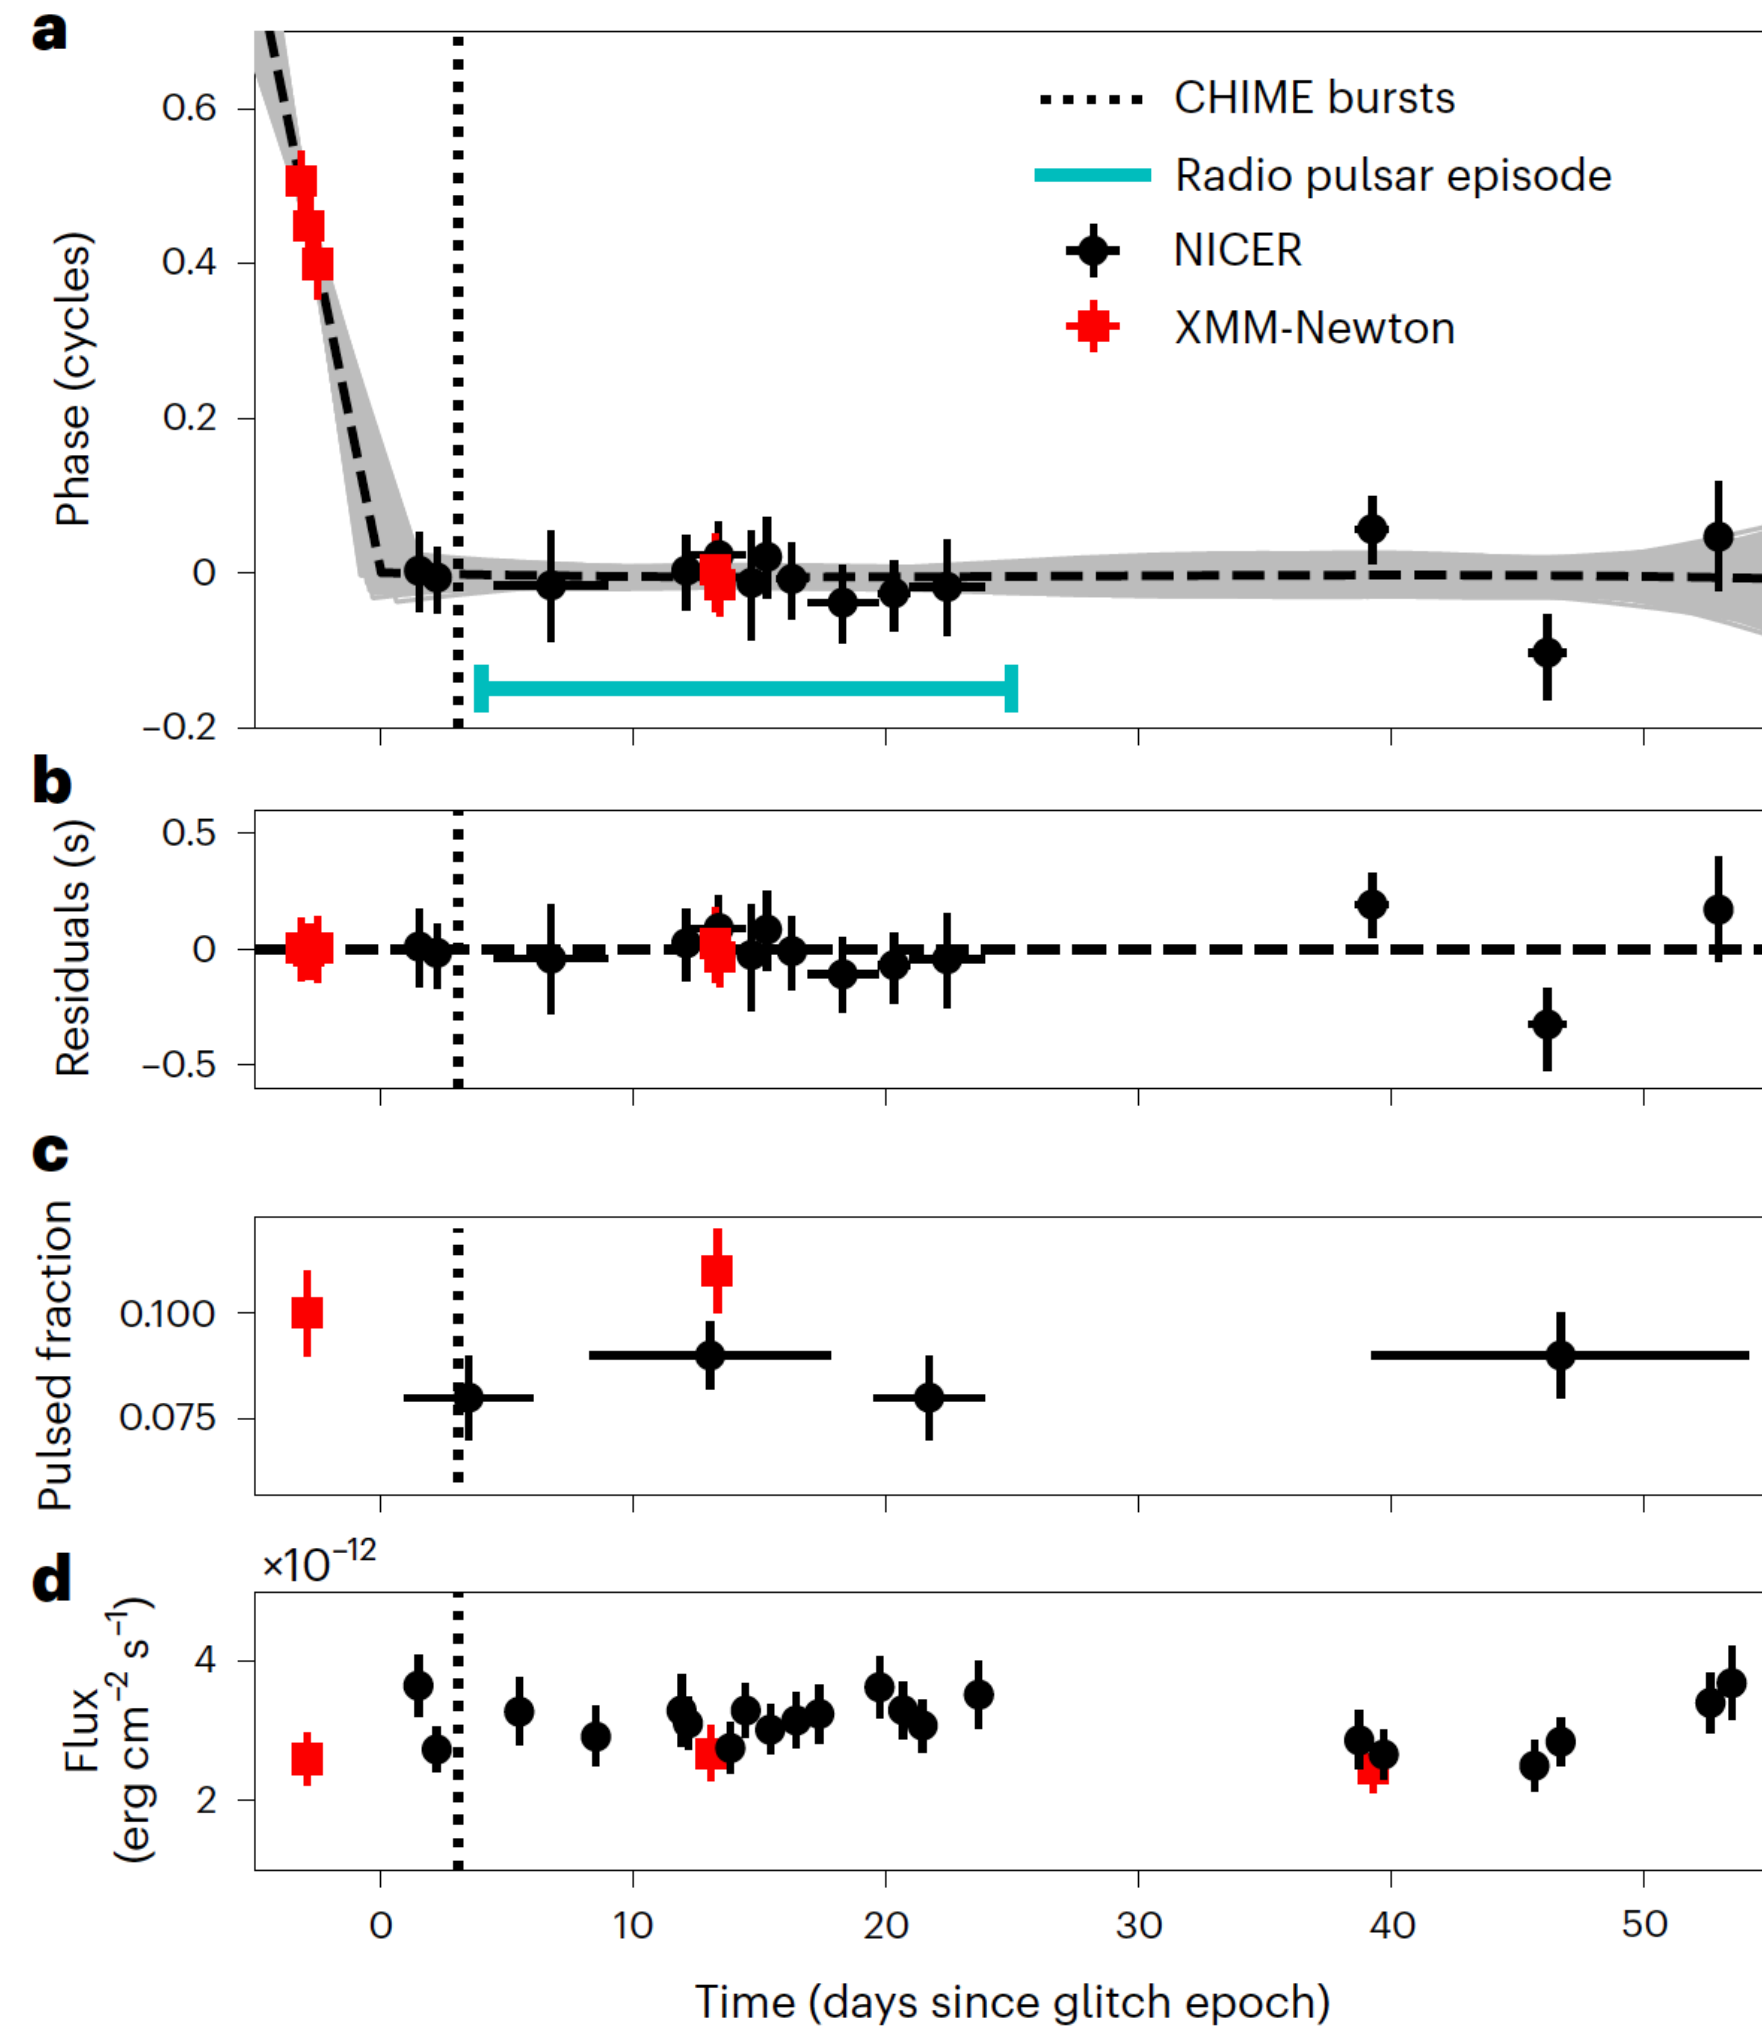 a
0.6
0.4
0.2
0
−0.2
Phase (cycles)
CHIME bursts
Radio pulsar episode
NICER
XMM-Newton
b
0.5
0
−0.5
Residuals (s)
c
0.100
0.075
Pulsed fraction
d
×10−12
4
2
Flux
(erg cm−2 s−1)
0 10 20 30 40 50
Time (days since glitch epoch)